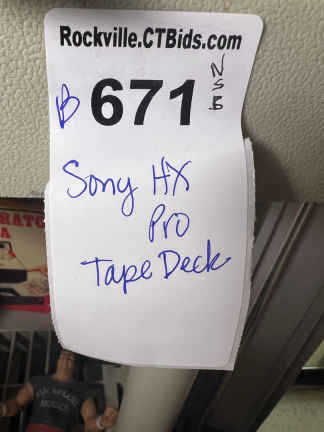 Rockville.CTBids.com
B 671 NSB
Sony HX
Pro
Tape Deck